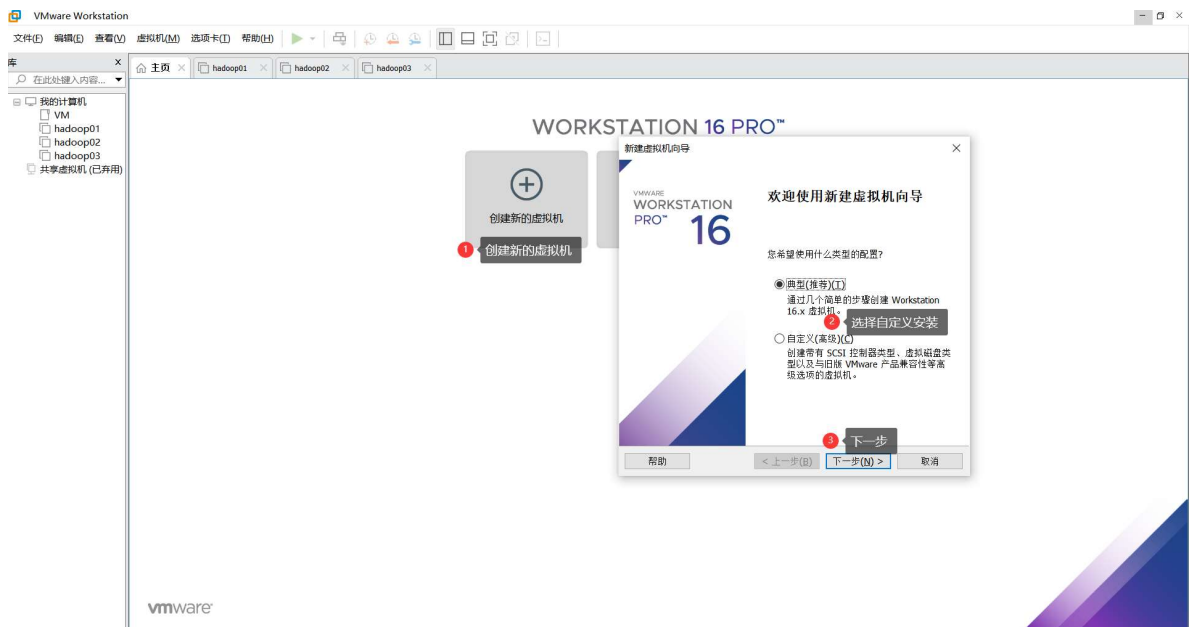 VMware Workstation
文件(F) 编辑(E) 查看(V) 虚拟机(M) 选项卡(T) 帮助(H)
库 x
在此处键入内容...
主页 hadoop01 hadoop02 hadoop03
我的计算机
VM
hadoop01
hadoop02
hadoop03
共享虚拟机 (已弃用)
WORKSTATION 16 PRO™
创建新的虚拟机
1 创建新的虚拟机
新建虚拟机向导
VMWARE
WORKSTATION
PRO™ 16
欢迎使用新建虚拟机向导
您希望使用什么类型的配置?
典型(推荐)(T)
通过几个简单的步骤创建 Workstation
16.x 虚拟机。
2 选择自定义安装
自定义(高级)(C)
创建带有 SCSI 控制器类型、虚拟磁盘类
型以及与旧版 VMware 产品兼容性等高
级选项的虚拟机。
3 下一步
帮助 < 上一步(B) 下一步(N) > 取消
vmware